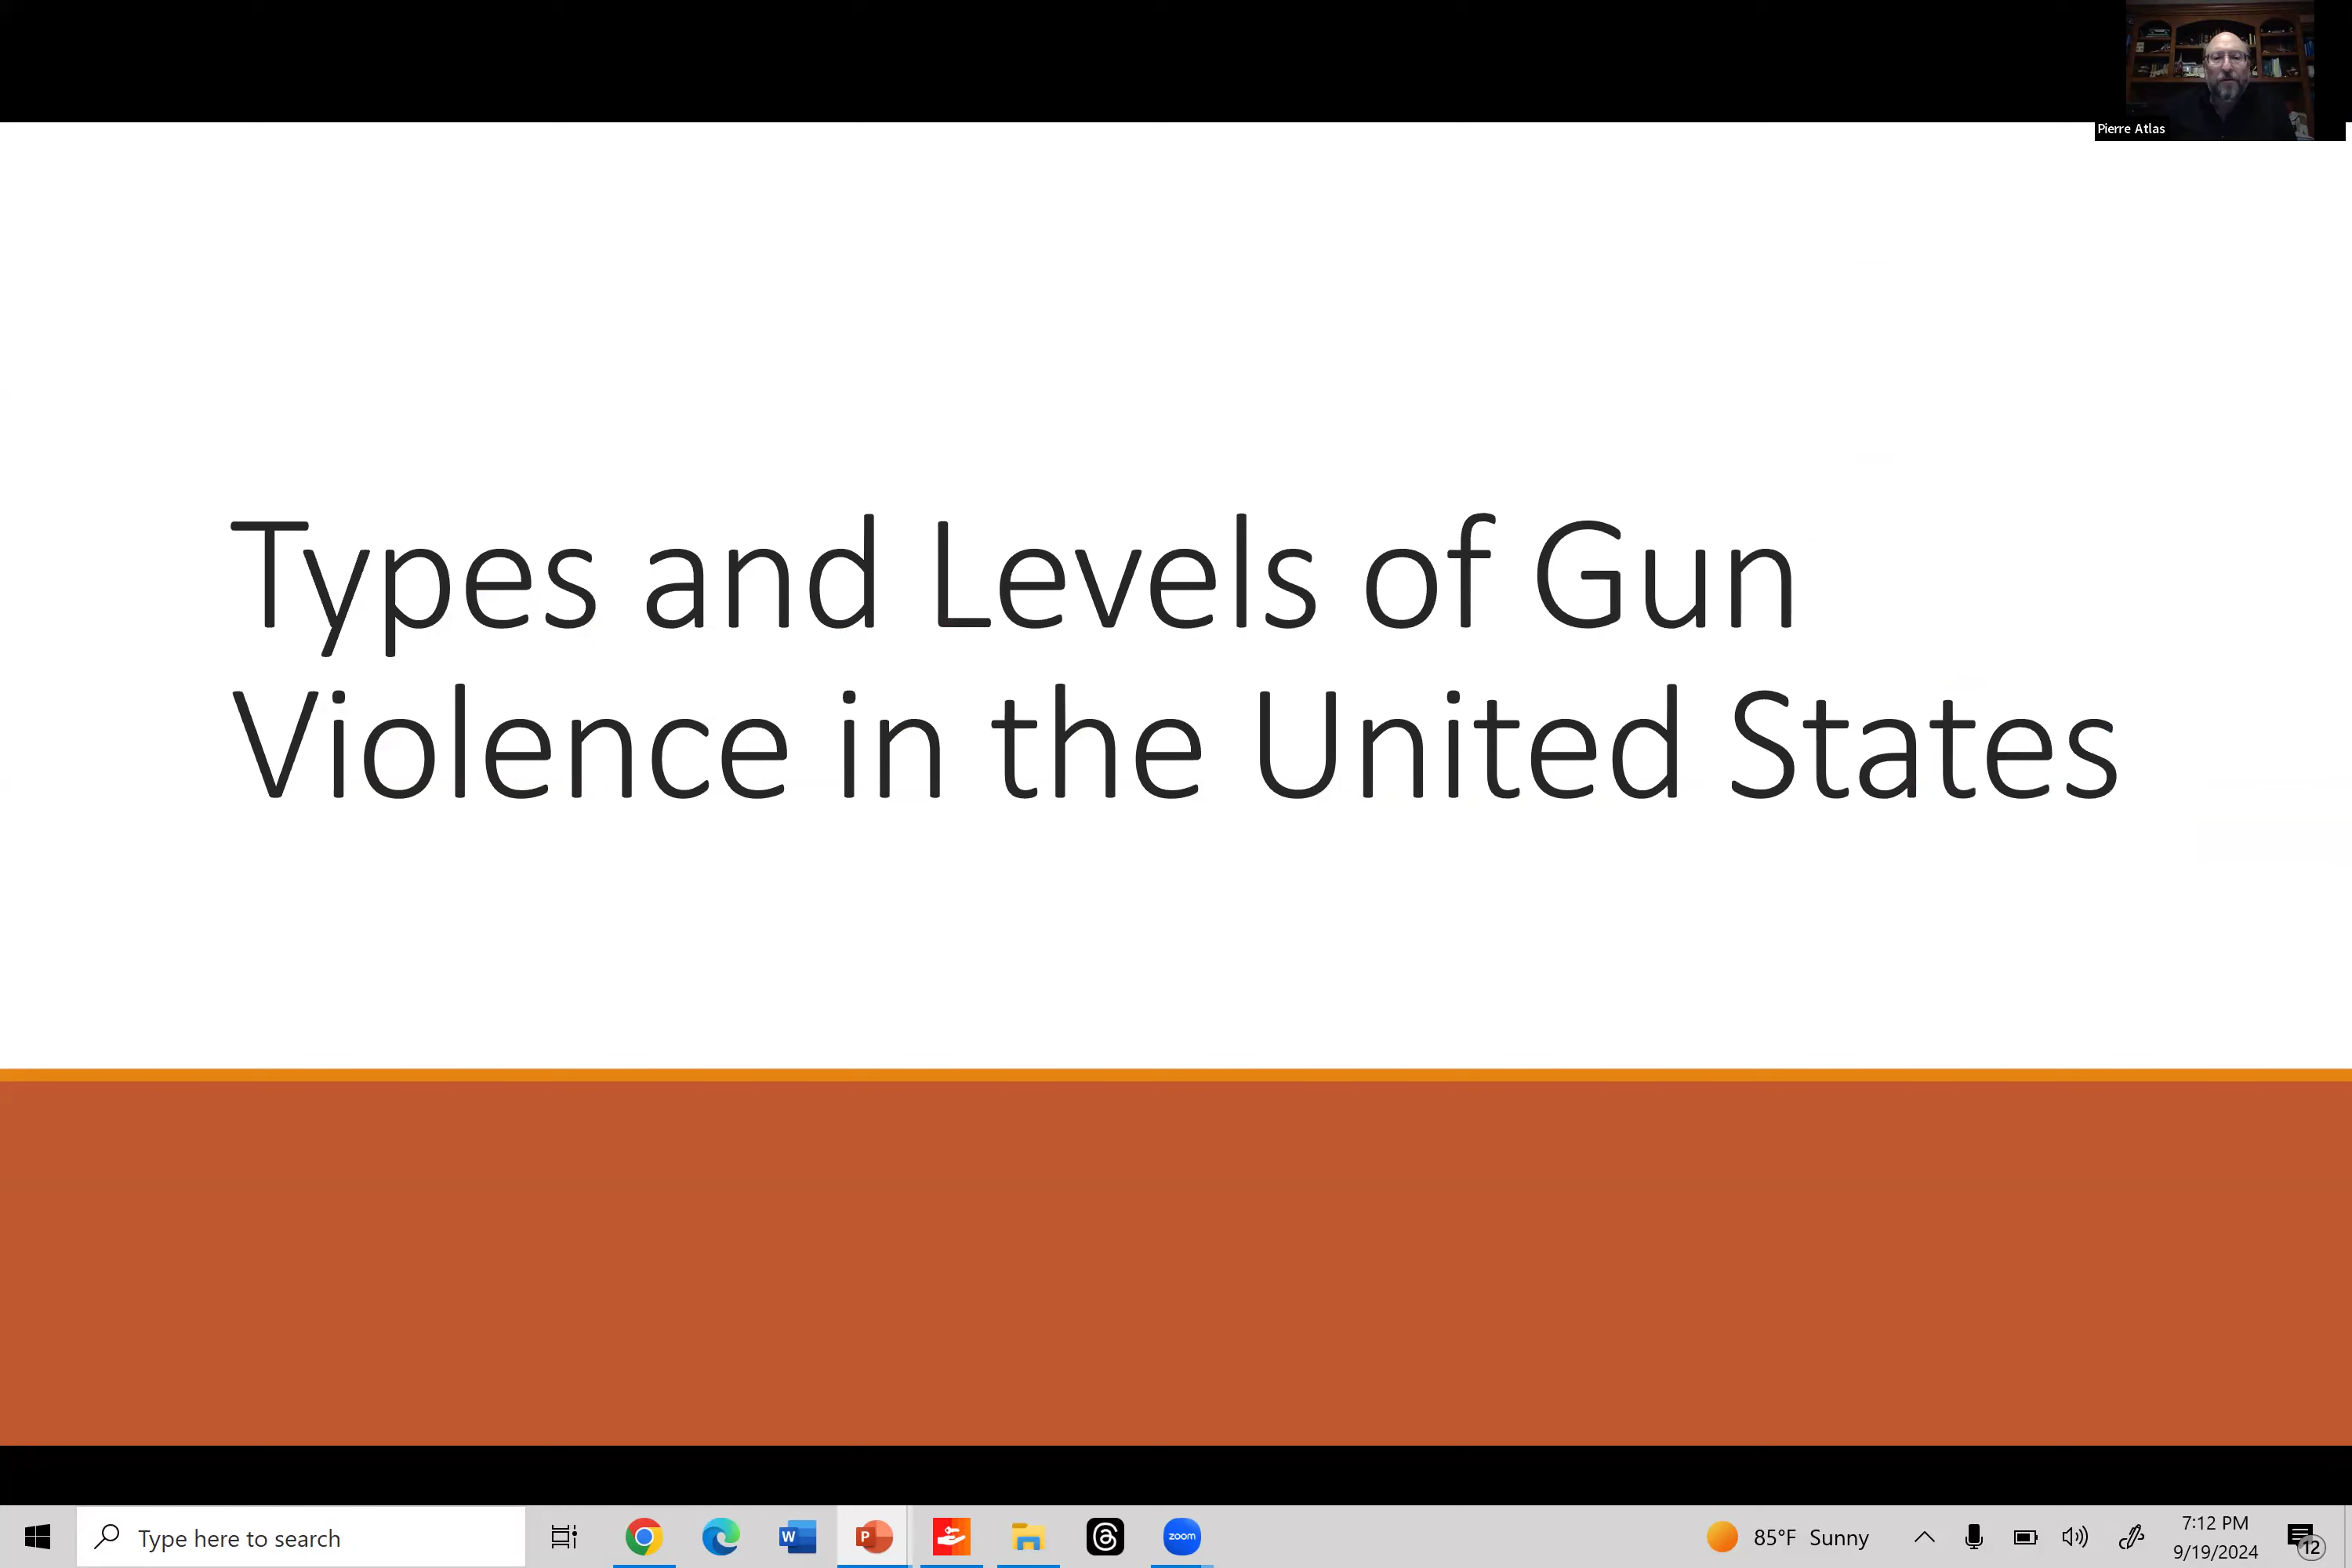 Pierre Atlas
Types and Levels of Gun
Violence in the United States
Type here to search
W
P
zoom
85°F Sunny
7:12 PM
9/19/2024
12